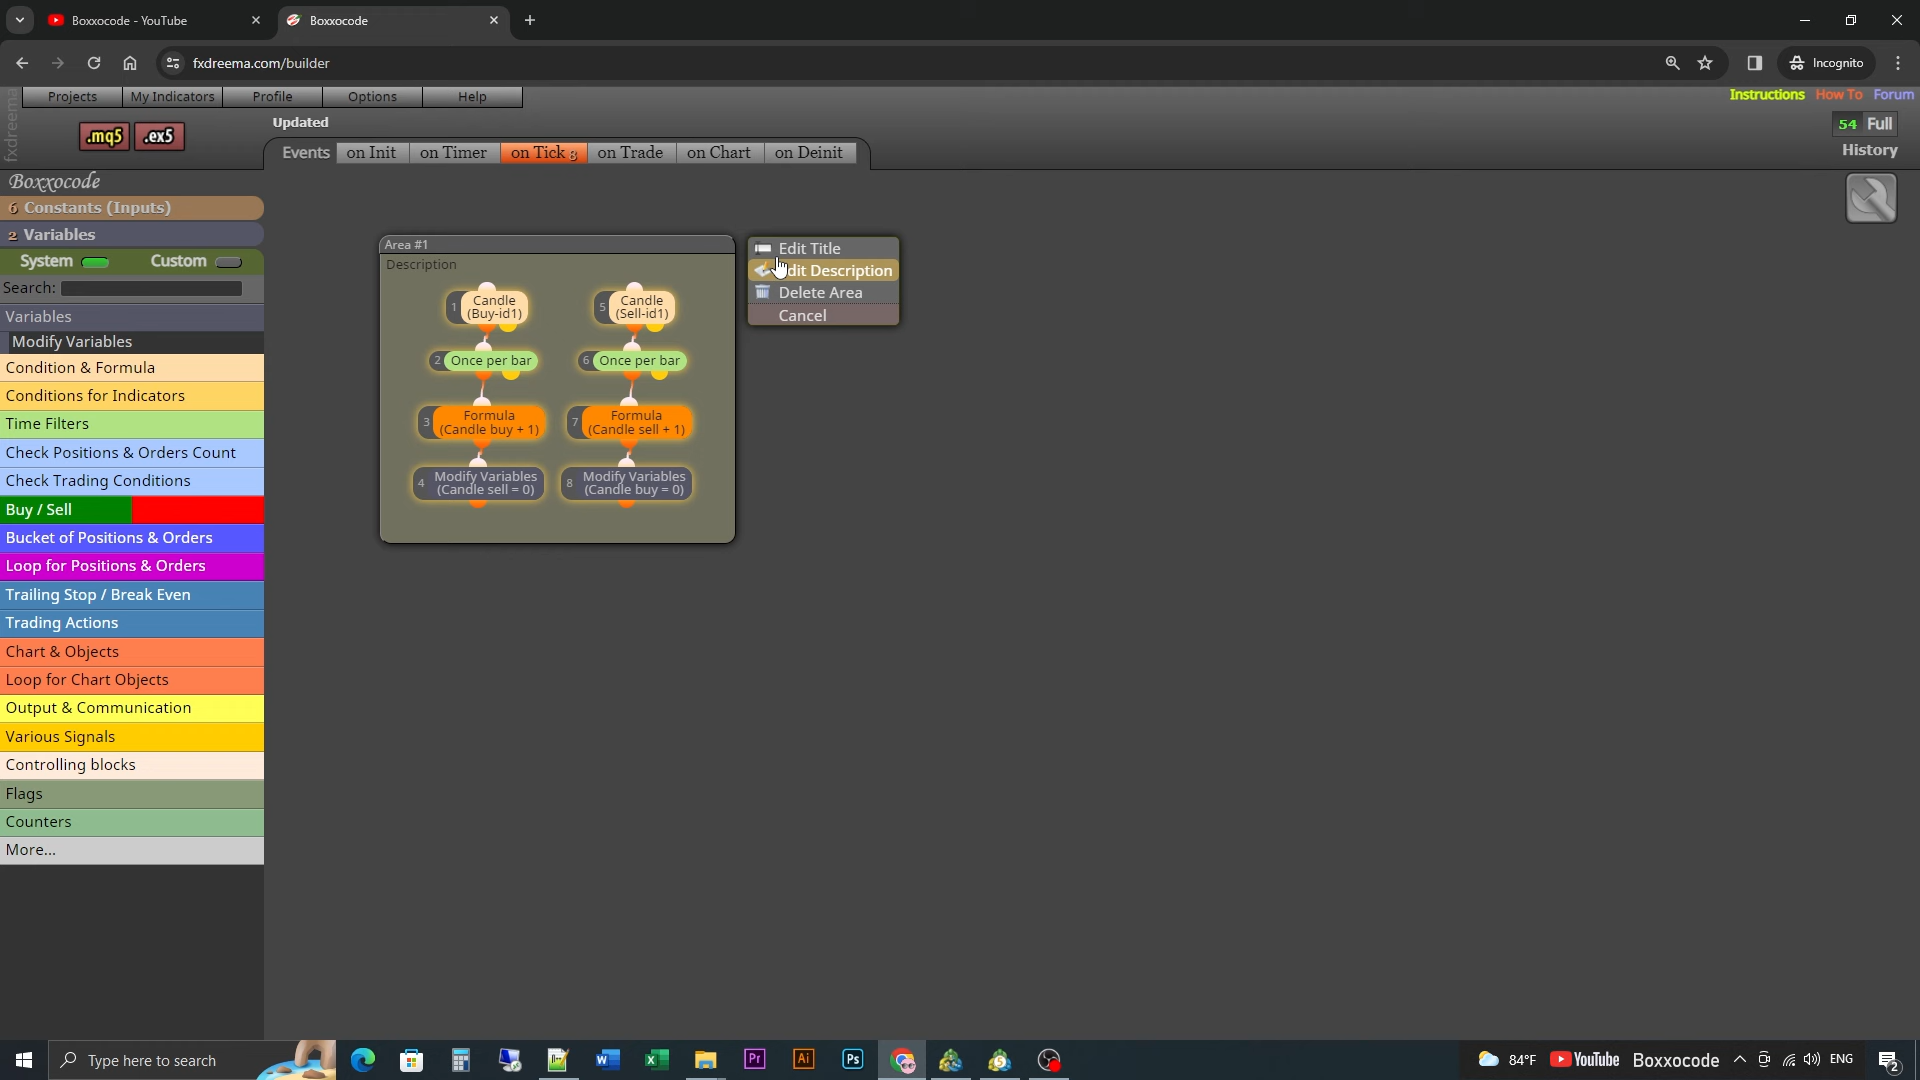 Boxxocode - YouTube
Boxxocode
fxdreema.com/builder
Incognito
Projects
My Indicators
Profile
Options
Help
Instructions How To Forum
fxdreema
.mq5 .ex5
Updated
54 Full
Events on Init on Timer on Tick 8 on Trade on Chart on Deinit
History
Boxxocode
6 Constants (Inputs)
2 Variables
System Custom
Search:
Variables
Modify Variables
Condition & Formula
Conditions for Indicators
Time Filters
Check Positions & Orders Count
Check Trading Conditions
Buy / Sell
Bucket of Positions & Orders
Loop for Positions & Orders
Trailing Stop / Break Even
Trading Actions
Chart & Objects
Loop for Chart Objects
Output & Communication
Various Signals
Controlling blocks
Flags
Counters
More...
Area #1
Description
1 Candle
(Buy-id1)
5 Candle
(Sell-id1)
2 Once per bar
6 Once per bar
3 Formula
(Candle buy + 1)
7 Formula
(Candle sell + 1)
4 Modify Variables
(Candle sell = 0)
8 Modify Variables
(Candle buy = 0)
Edit Title
dit Description
Delete Area
Cancel
Type here to search
Pr
Ai
Ps
84°F
YouTube
Boxxocode
ENG
2